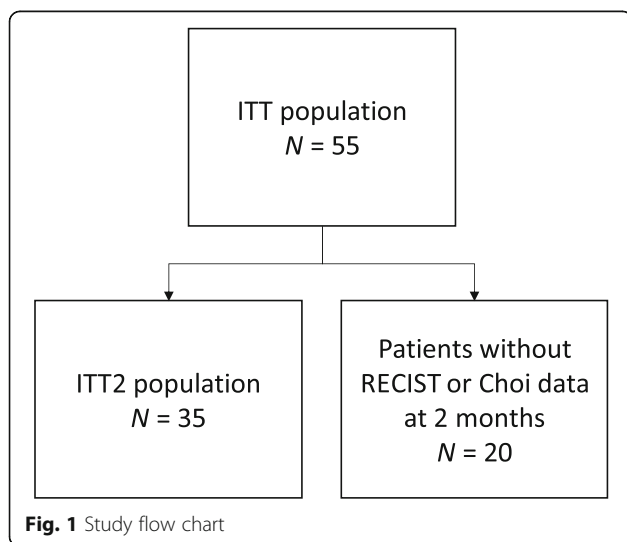 ITT population
N = 55
ITT2 population
N = 35
Patients without
RECIST or Choi data
at 2 months
N = 20
Fig. 1 Study flow chart